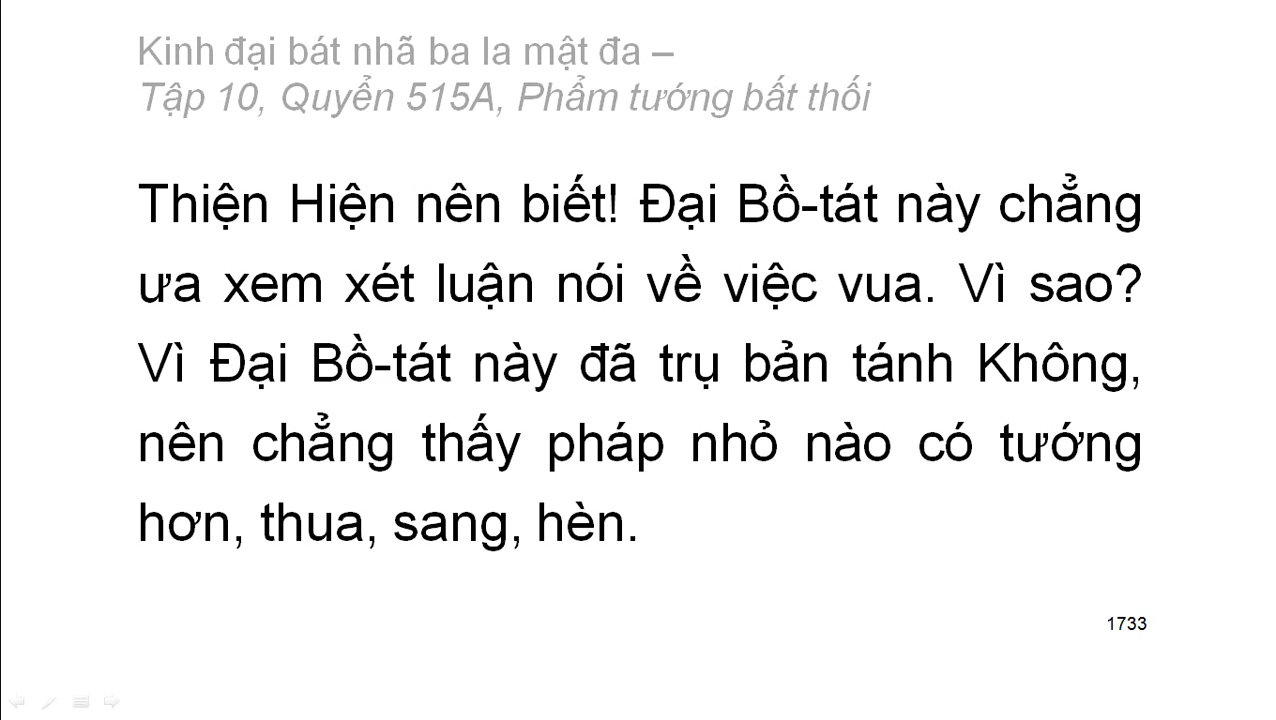 Kinh đại bát nhã ba la mật đa –
Tập 10, Quyển 515A, Phẩm tướng bất thối
Thiện Hiện nên biết! Đại Bồ-tát này chẳng
ưa xem xét luận nói về việc vua. Vì sao?
Vì Đại Bồ-tát này đã trụ bản tánh Không,
nên chẳng thấy pháp nhỏ nào có tướng
hơn, thua, sang, hèn.
1733